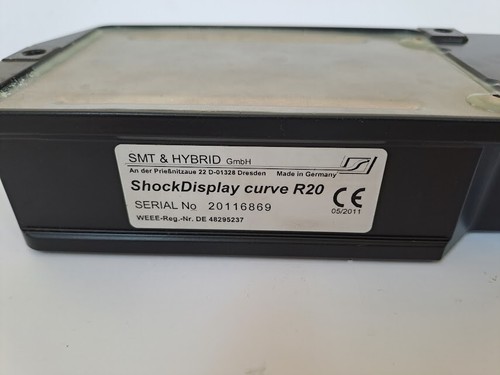 SMT & HYBRID GmbH
An der Prießnitzaue 22 D-01328 Dresden Made in Germany
ShockDisplay curve R20
SERIAL No 20116869
CE
05/2011
WEEE-Reg.-Nr. DE 48295237